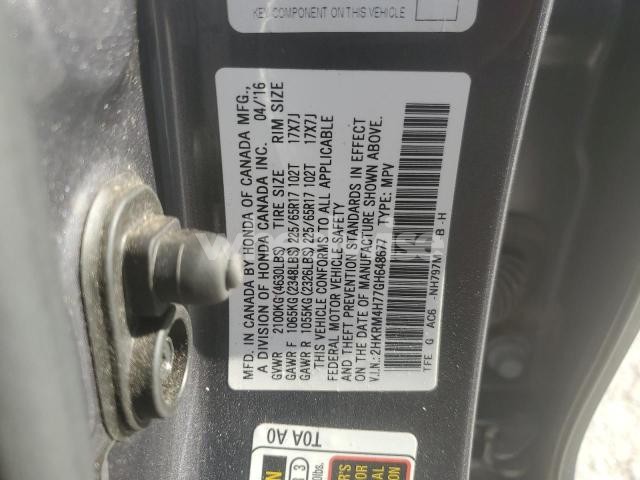 KEY COMPONENT ON THIS VEHICLE
MFD. IN CANADA BY HONDA OF CANADA MFG.,
A DIVISION OF HONDA CANADA INC. 04/'16
GVWR 2100KG(4630LBS) TIRE SIZE RIM SIZE
GAWR F 1065KG(2348LBS) 225/65R17 102T 17X7J
GAWR R 1055KG(2326LBS) 225/65R17 102T 17X7J
THIS VEHICLE CONFORMS TO ALL APPLICABLE
FEDERAL MOTOR VEHICLE SAFETY
AND THEFT PREVENTION STANDARDS IN EFFECT
ON THE DATE OF MANUFACTURE SHOWN ABOVE.
V.I.N.:2HKRM4H77GH648677 TYPE: MPV
TFE G AC6 -NH797M B -H
T0A A0